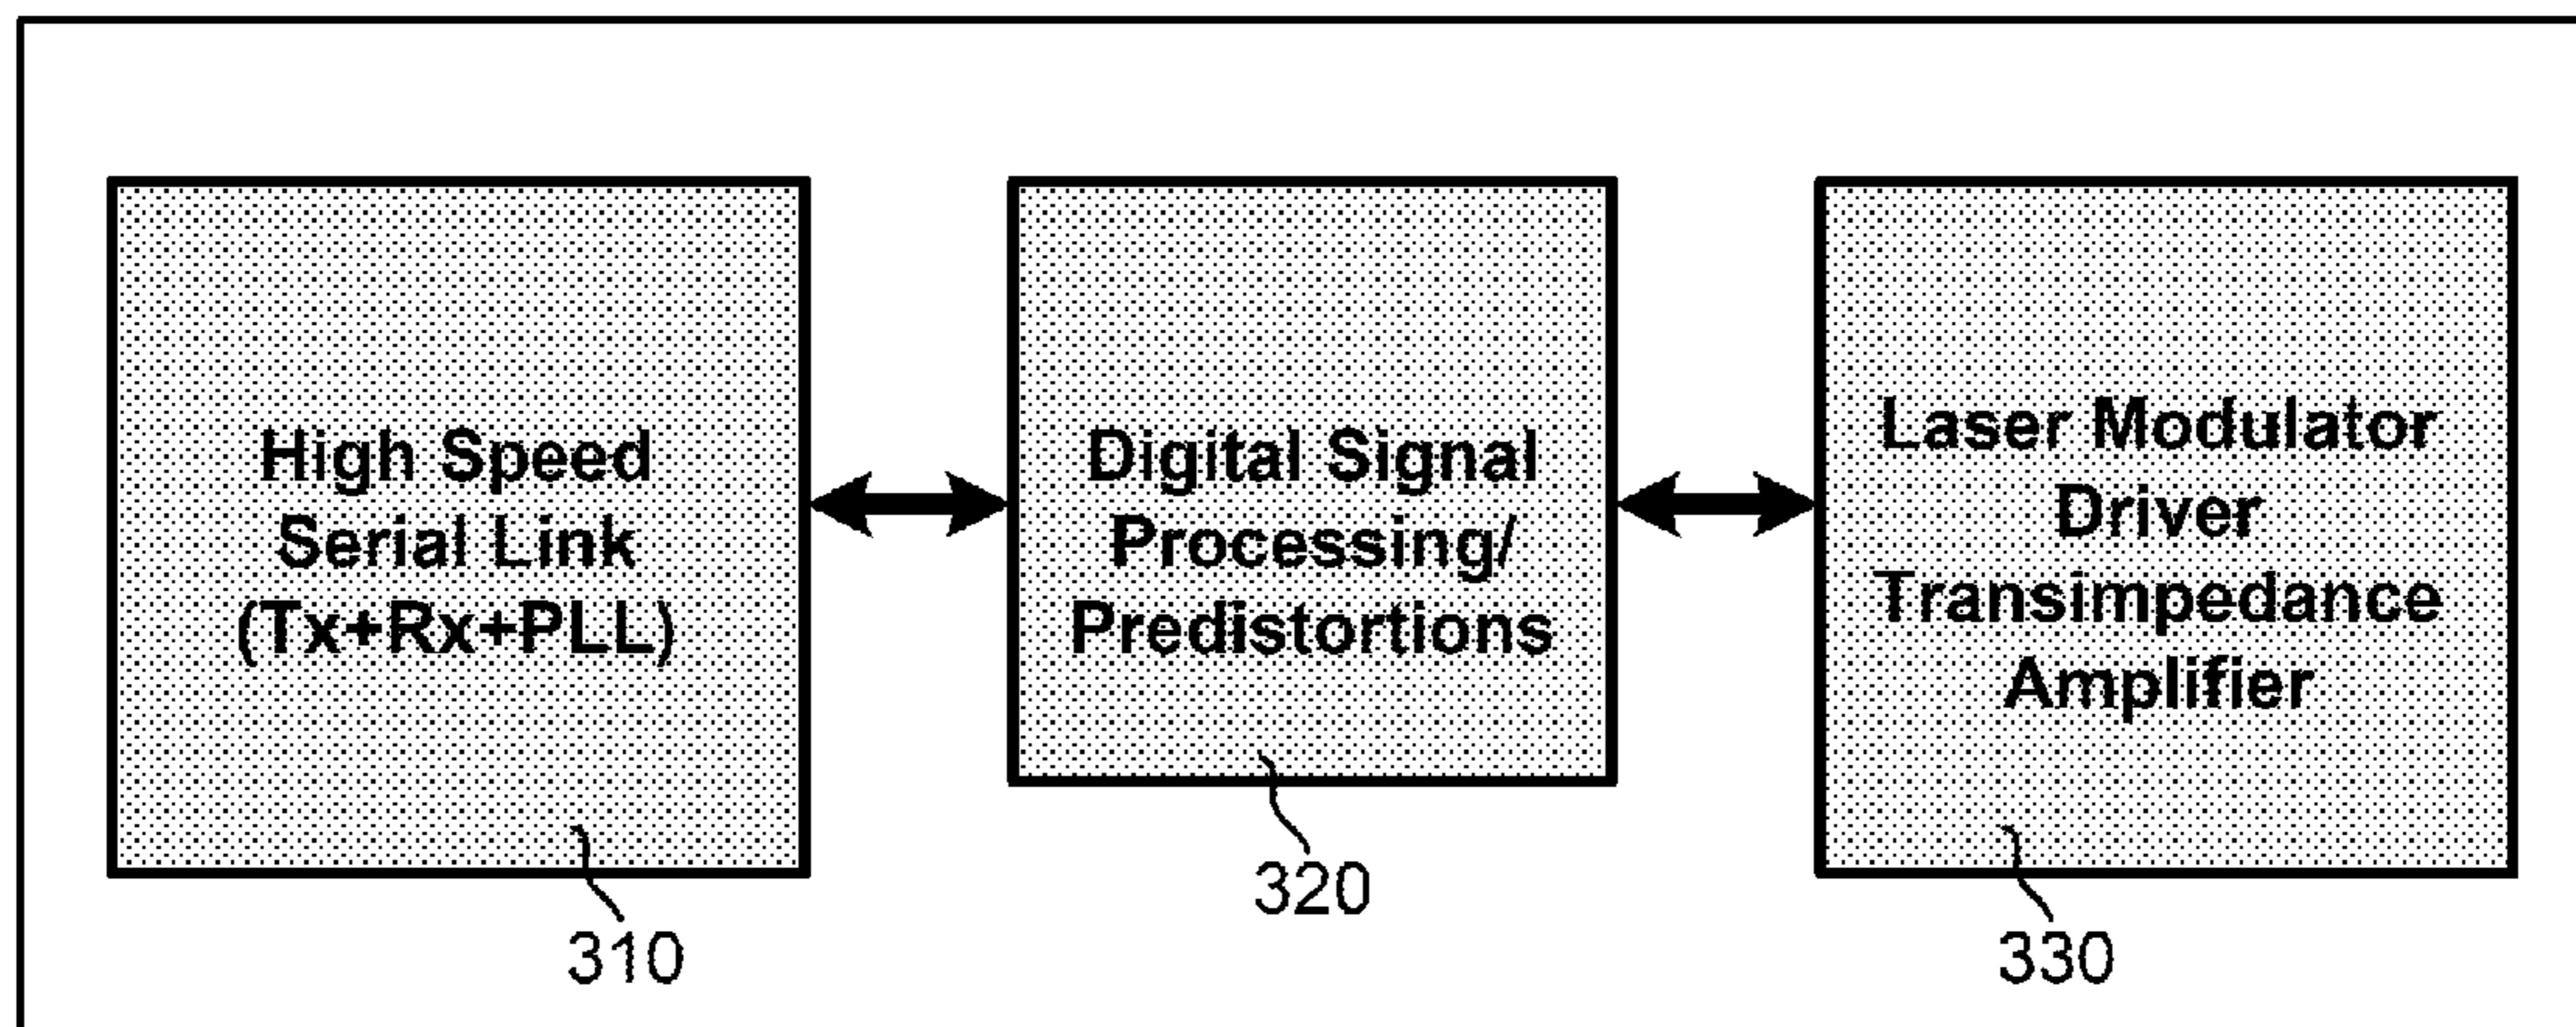 High Speed
Serial Link
(Tx+Rx+PLL)
310
Digital Signal
Processing/
Predistortions
320
Laser Modulator
Driver
Transimpedance
Amplifier
330